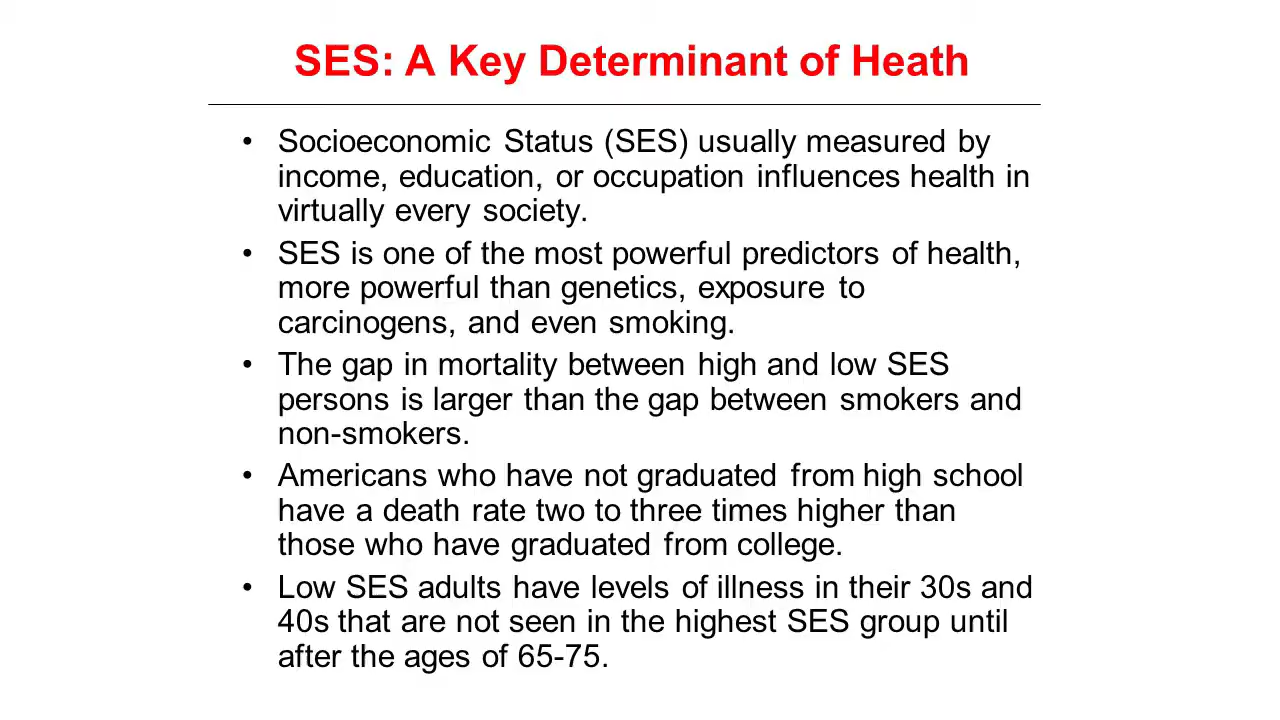 SES: A Key Determinant of Heath
• Socioeconomic Status (SES) usually measured by
income, education, or occupation influences health in
virtually every society.
• SES is one of the most powerful predictors of health,
more powerful than genetics, exposure to
carcinogens, and even smoking.
• The gap in mortality between high and low SES
persons is larger than the gap between smokers and
non-smokers.
• Americans who have not graduated from high school
have a death rate two to three times higher than
those who have graduated from college.
• Low SES adults have levels of illness in their 30s and
40s that are not seen in the highest SES group until
after the ages of 65-75.